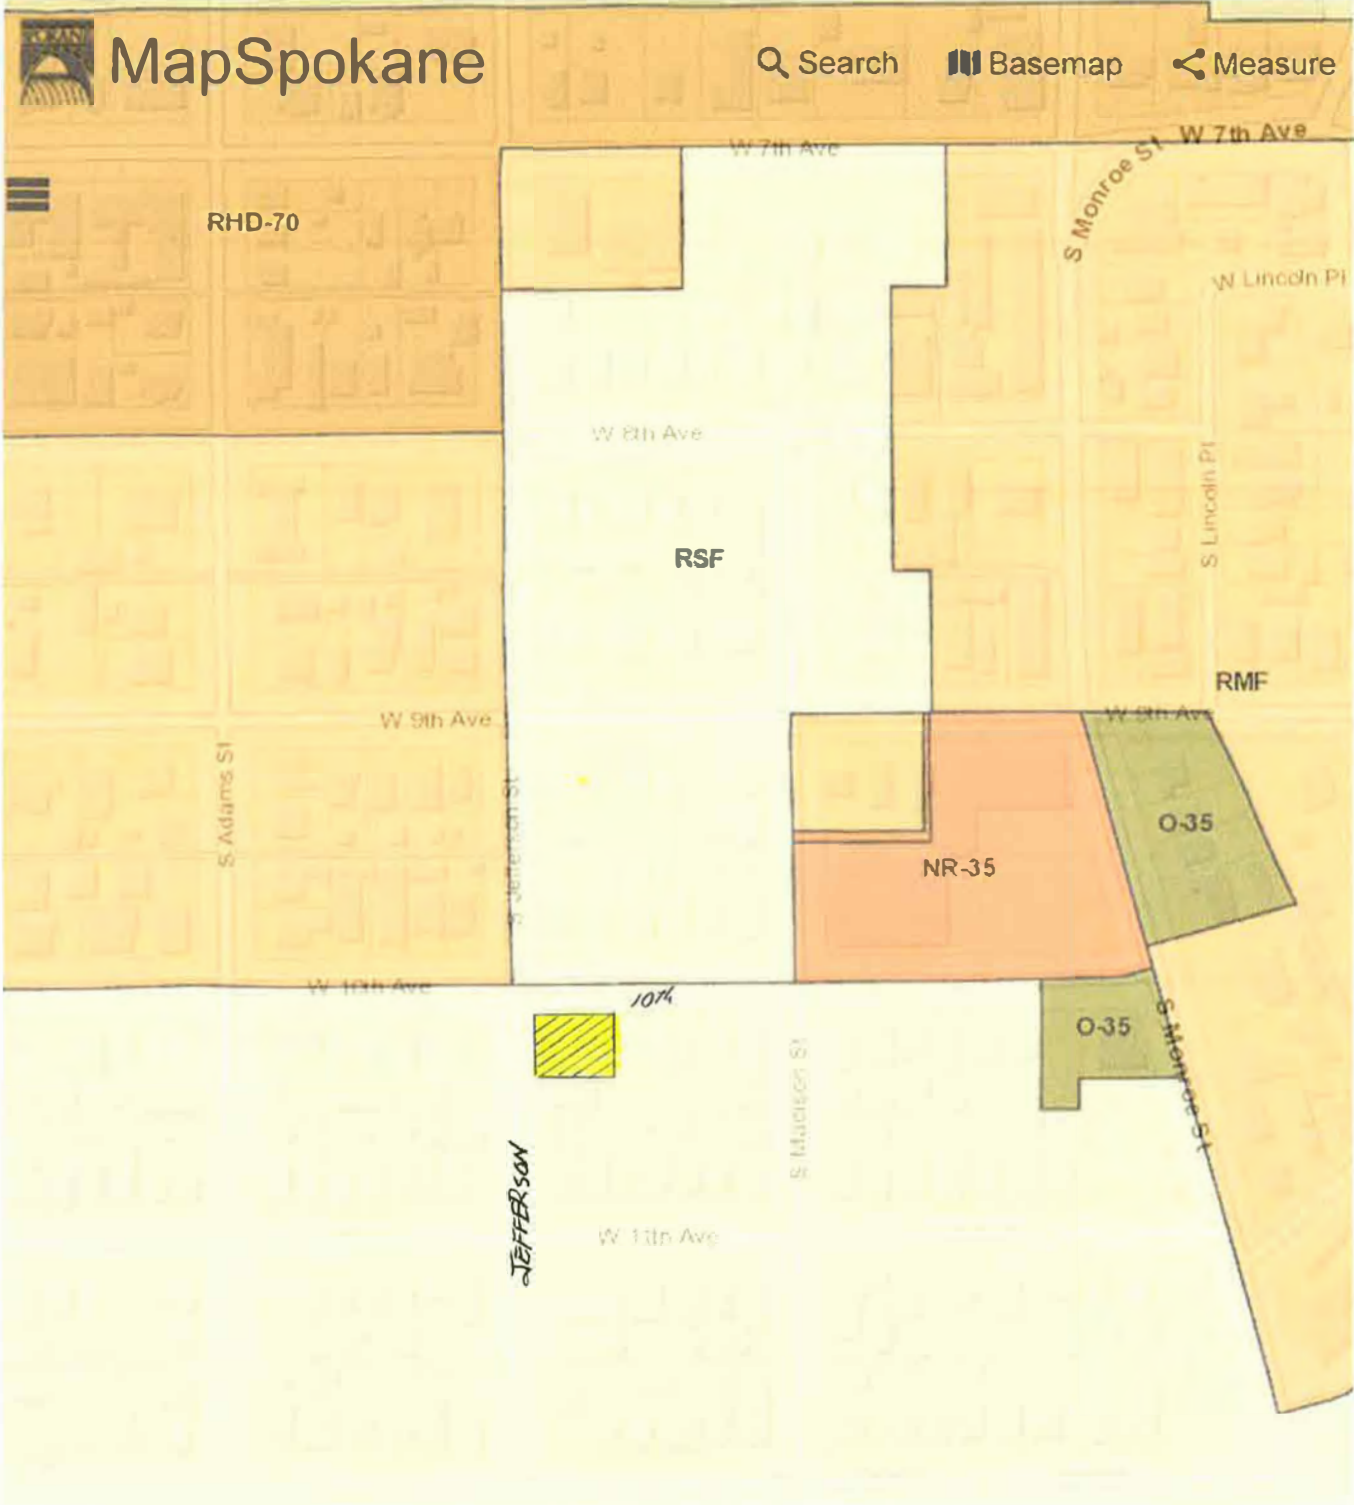 SPOKANE
MapSpokane
Search
Basemap
Measure
W 7th Ave
W 7th Ave
S Monroe St
RHD-70
W Lincoln Pl
W 8th Ave
S Lincoln Pl
RSF
RMF
W 9th Ave
W 9th Ave
S Adams St
S Jefferson St
O-35
NR-35
W 10th Ave
10th
O-35
S Monroe St
S Madison St
JEFFERSON
W 11th Ave